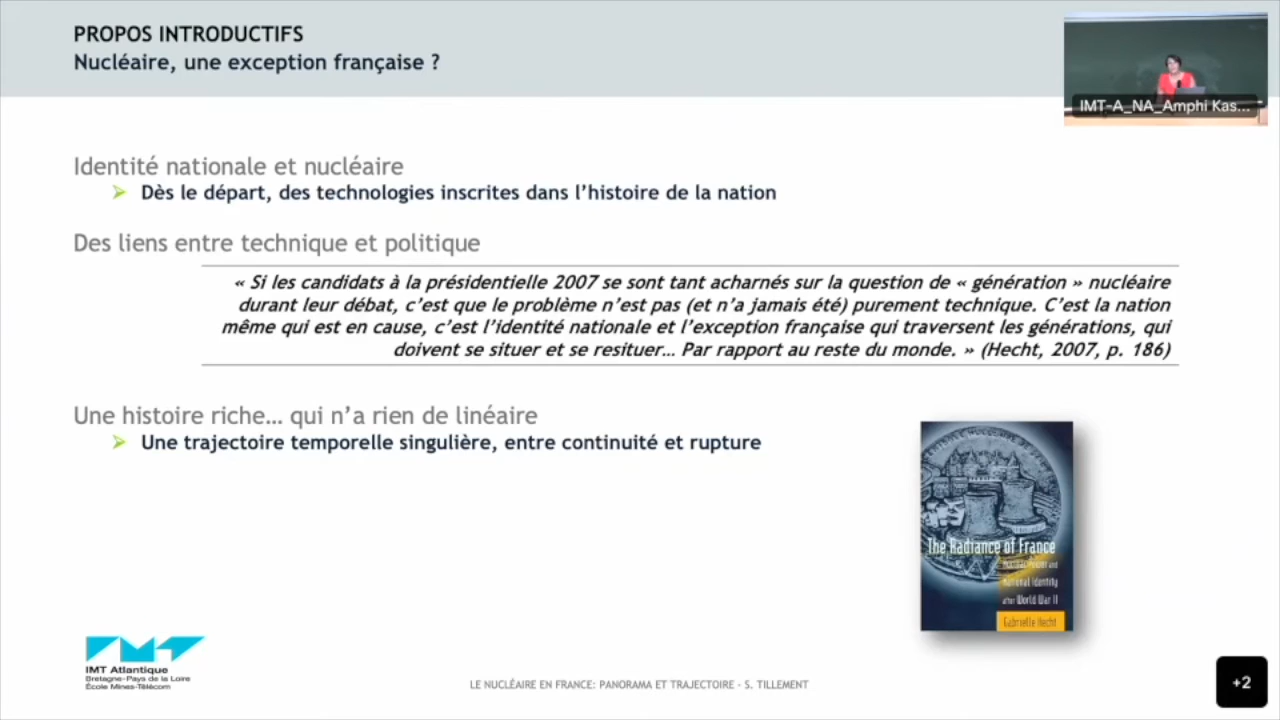 PROPOS INTRODUCTIFS
Nucléaire, une exception française ?
IMT-A_NA_Amphi Kas...
Identité nationale et nucléaire
Dès le départ, des technologies inscrites dans l'histoire de la nation
Des liens entre technique et politique
« Si les candidats à la présidentielle 2007 se sont tant acharnés sur la question de « génération » nucléaire
durant leur débat, c'est que le problème n'est pas (et n'a jamais été) purement technique. C'est la nation
même qui est en cause, c'est l'identité nationale et l'exception française qui traversent les générations, qui
doivent se situer et se resituer… Par rapport au reste du monde. » (Hecht, 2007, p. 186)
Une histoire riche… qui n'a rien de linéaire
Une trajectoire temporelle singulière, entre continuité et rupture
The Radiance of France
National Identity
after World War II
Gabrielle Hecht
IMT Atlantique
Bretagne-Pays de la Loire
École Mines-Télécom
LE NUCLÉAIRE EN FRANCE: PANORAMA ET TRAJECTOIRE - S. TILLEMENT
+2